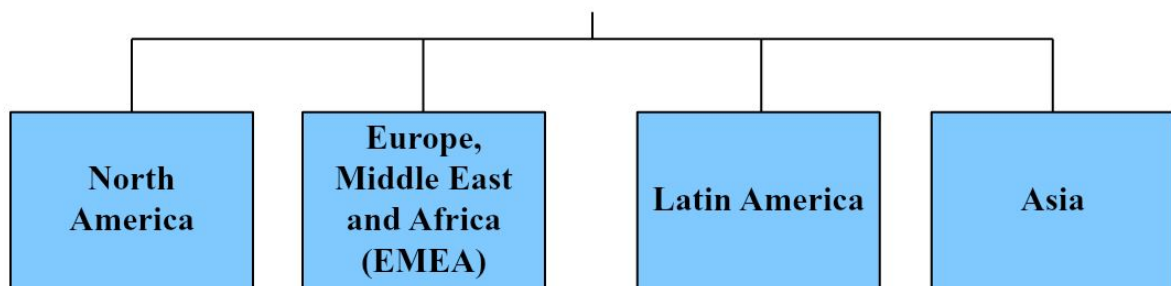 North
America
Europe,
Middle East
and Africa
(EMEA)
Latin America
Asia